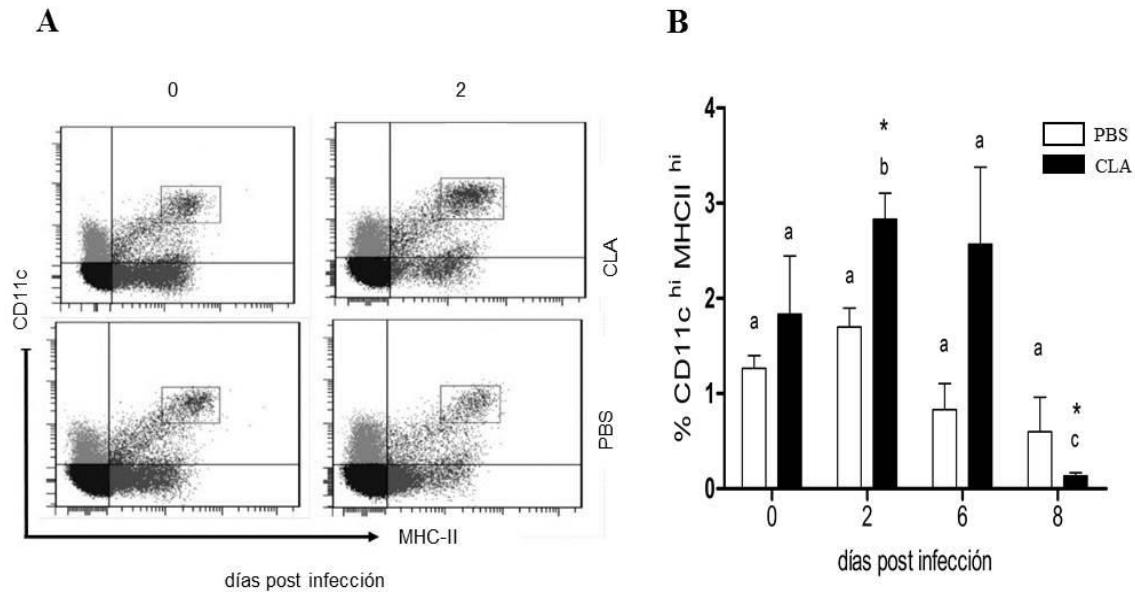 A
0
2
CD11c
CLA
PBS
MHC-II
días post infección
B
4
3
2
1
0
% CD11c hi MHCII hi
a
a
a
*
b
a
a
a
*
c
PBS
CLA
0
2
6
8
días post infección